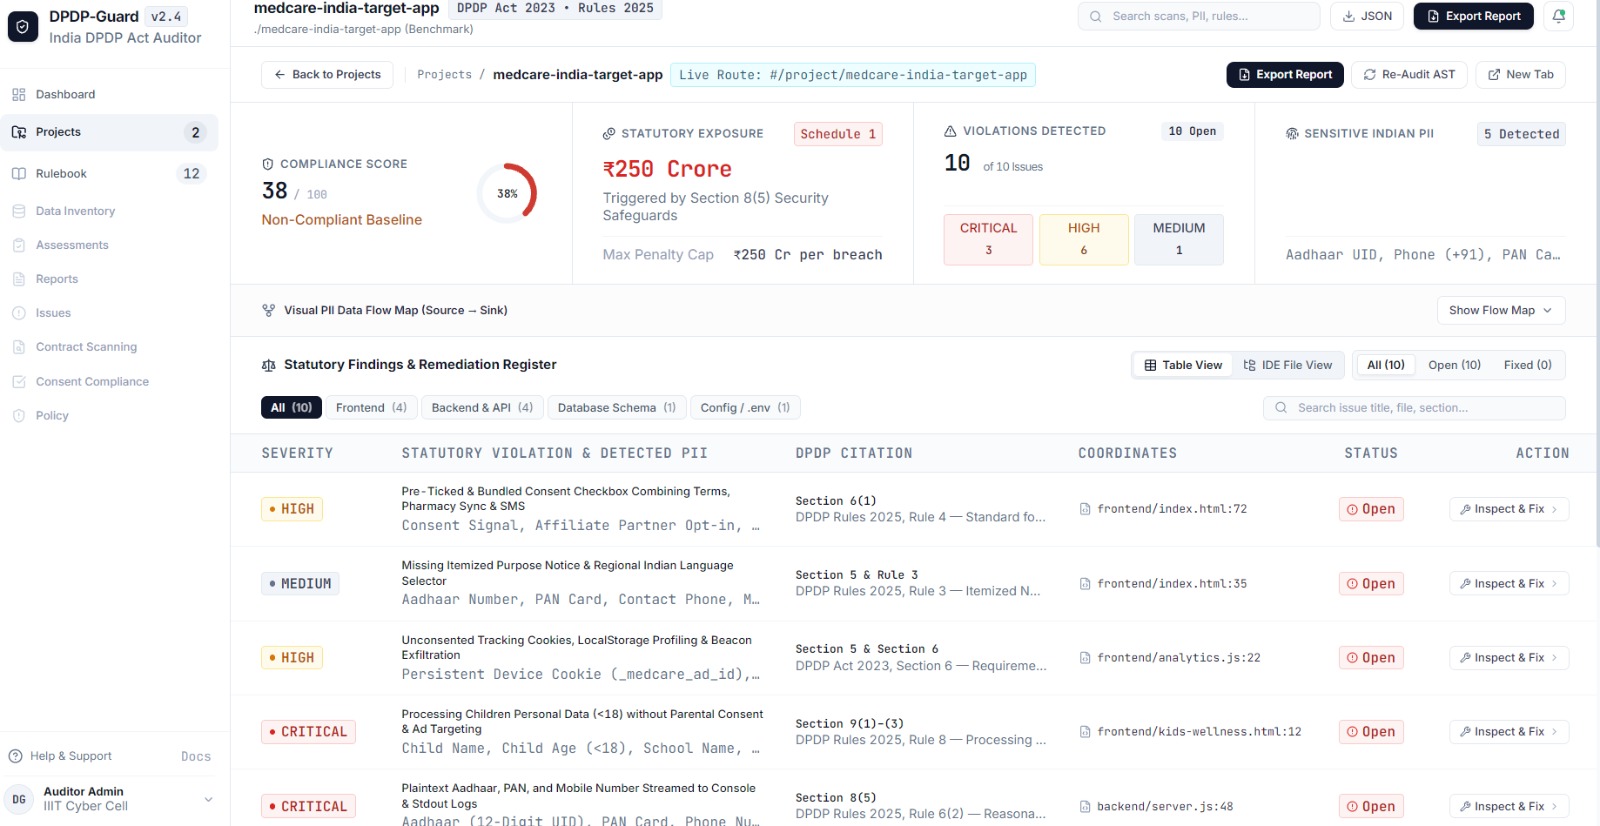 DPDP-Guard v2.4
India DPDP Act Auditor
Dashboard
Projects 2
Rulebook 12
Data Inventory
Assessments
Reports
Issues
Contract Scanning
Consent Compliance
Policy
Help & Support Docs
DG
Auditor Admin
IIIT Cyber Cell
medcare-india-target-app DPDP Act 2023 • Rules 2025
./medcare-india-target-app (Benchmark)
Search scans, PII, rules...
JSON
Export Report
← Back to Projects
Projects / medcare-india-target-app
Live Route: #/project/medcare-india-target-app
Export Report
Re-Audit AST
New Tab
COMPLIANCE SCORE
38 / 100
Non-Compliant Baseline
38%
STATUTORY EXPOSURE Schedule 1
₹250 Crore
Triggered by Section 8(5) Security
Safeguards
Max Penalty Cap ₹250 Cr per breach
VIOLATIONS DETECTED 10 Open
10 of 10 Issues
CRITICAL
3
HIGH
6
MEDIUM
1
SENSITIVE INDIAN PII 5 Detected
Aadhaar UID, Phone (+91), PAN Ca…
Visual PII Data Flow Map (Source → Sink)
Show Flow Map
Statutory Findings & Remediation Register
Table View
IDE File View
All (10)
Open (10)
Fixed (0)
All (10)
Frontend (4)
Backend & API (4)
Database Schema (1)
Config / .env (1)
Search issue title, file, section...
SEVERITY STATUTORY VIOLATION & DETECTED PII DPDP CITATION COORDINATES STATUS ACTION
HIGH
Pre-Ticked & Bundled Consent Checkbox Combining Terms,
Pharmacy Sync & SMS
Consent Signal, Affiliate Partner Opt-in, …
Section 6(1)
DPDP Rules 2025, Rule 4 — Standard fo...
frontend/index.html:72
Open
Inspect & Fix
MEDIUM
Missing Itemized Purpose Notice & Regional Indian Language
Selector
Aadhaar Number, PAN Card, Contact Phone, M…
Section 5 & Rule 3
DPDP Rules 2025, Rule 3 — Itemized N...
frontend/index.html:35
Open
Inspect & Fix
HIGH
Unconsented Tracking Cookies, LocalStorage Profiling & Beacon
Exfiltration
Persistent Device Cookie (_medcare_ad_id),…
Section 5 & Section 6
DPDP Act 2023, Section 6 — Requireme...
frontend/analytics.js:22
Open
Inspect & Fix
CRITICAL
Processing Children Personal Data (<18) without Parental Consent
& Ad Targeting
Child Name, Child Age (<18), School Name, …
Section 9(1)-(3)
DPDP Rules 2025, Rule 8 — Processing ...
frontend/kids-wellness.html:12
Open
Inspect & Fix
CRITICAL
Plaintext Aadhaar, PAN, and Mobile Number Streamed to Console
& Stdout Logs
Aadhaar (12-Digit UID), PAN Card, Phone Nu…
Section 8(5)
DPDP Rules 2025, Rule 6(2) — Reasona...
backend/server.js:48
Open
Inspect & Fix